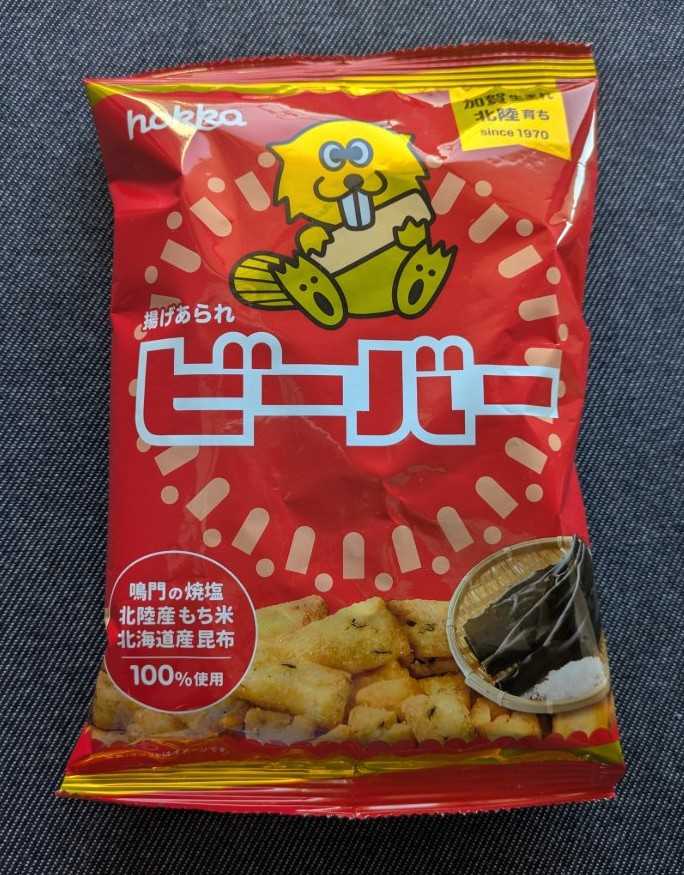 hokka
加賀生まれ
北陸育ち
since 1970
揚げあられ
ビーバー
鳴門の焼塩
北陸産もち米
北海道産昆布
100%使用